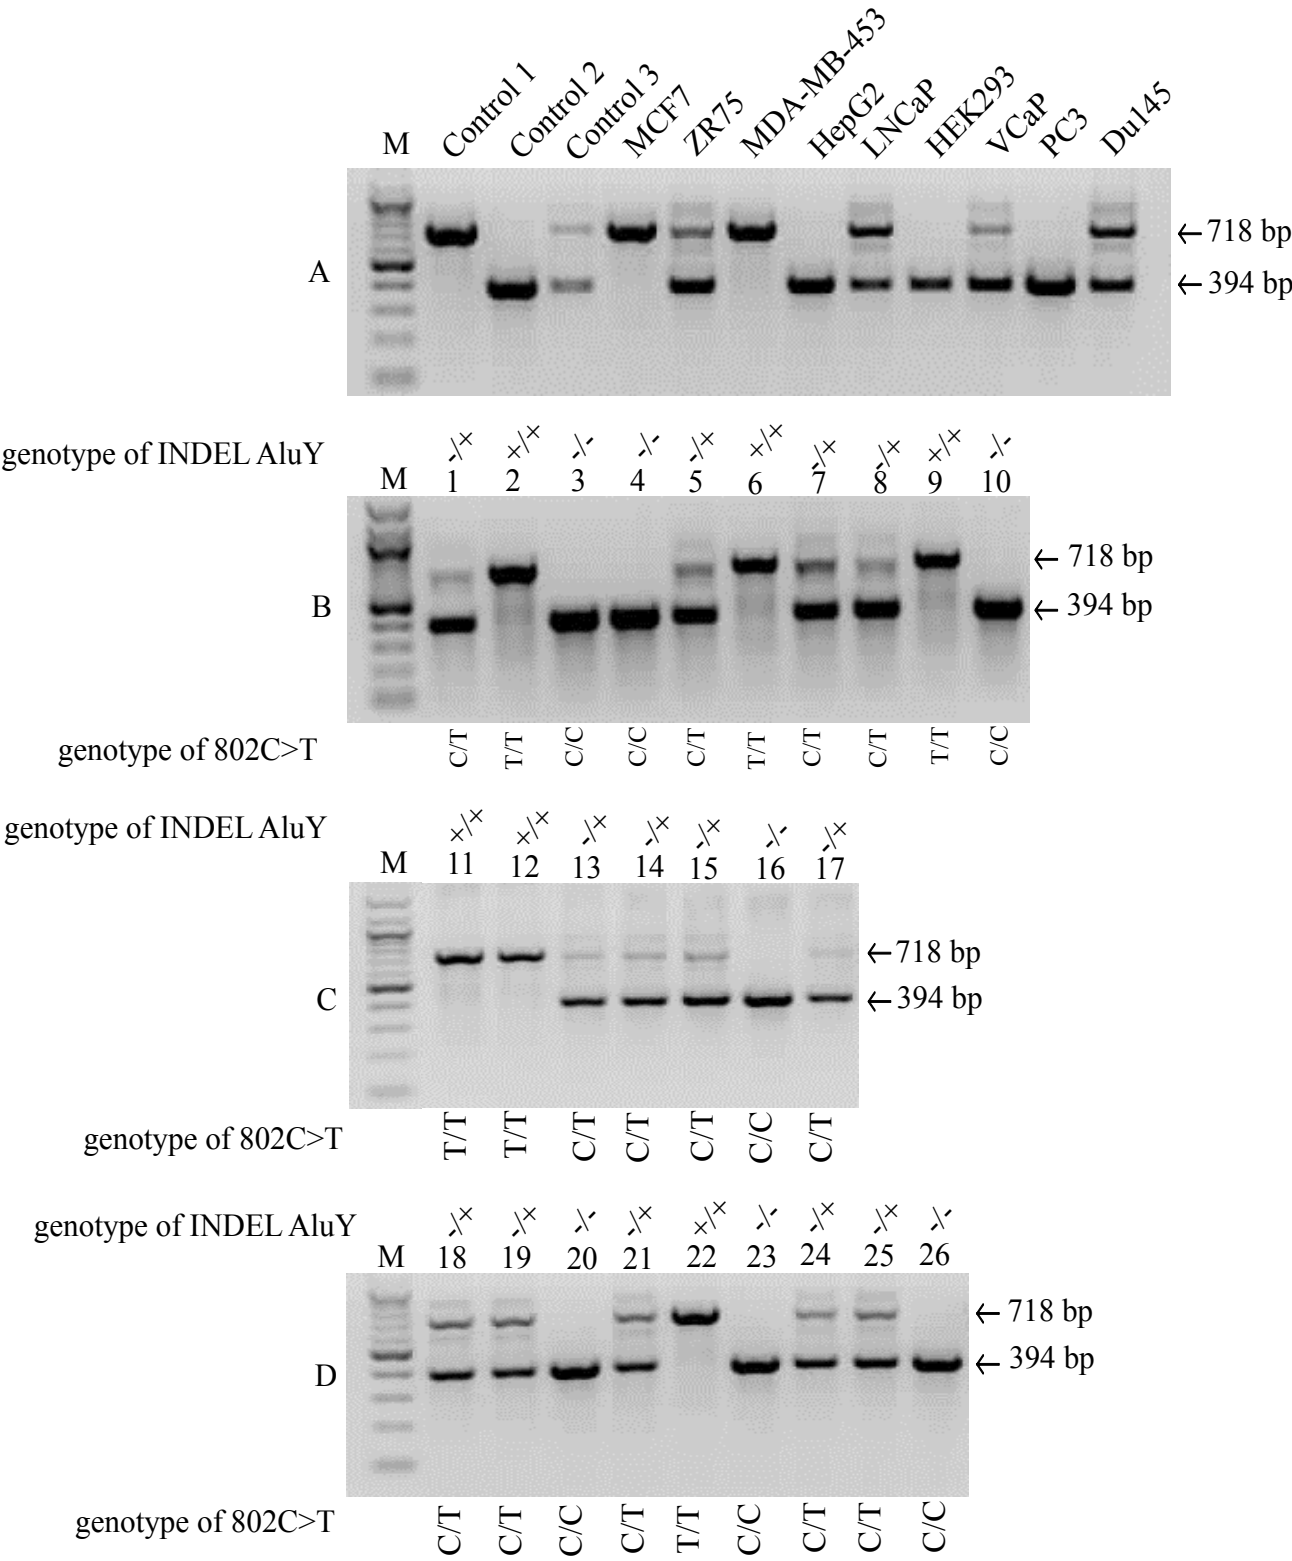 M Control 1 Control 2 Control 3 MCF7 ZR75 MDA-MB-453 HepG2 LNCaP HEK293 VCaP PC3 Du145
←718 bp
A
←394 bp
genotype of INDEL AluY -/+ +/+ -/- -/- -/+ +/+ -/+ -/+ +/+ -/-
M 1 2 3 4 5 6 7 8 9 10
← 718 bp
B ← 394 bp
genotype of 802C>T C/T T/T C/C C/C C/T T/T C/T C/T T/T C/C
genotype of INDEL AluY +/+ +/+ -/+ -/+ -/+ -/- -/+
M 11 12 13 14 15 16 17
←718 bp
C ←394 bp
genotype of 802C>T T/T T/T C/T C/T C/T C/C C/T
genotype of INDEL AluY -/+ -/+ -/- -/+ +/+ -/- -/+ -/+ -/-
M 18 19 20 21 22 23 24 25 26
← 718 bp
← 394 bp
D
genotype of 802C>T C/T C/T C/C C/T T/T C/C C/T C/T C/C